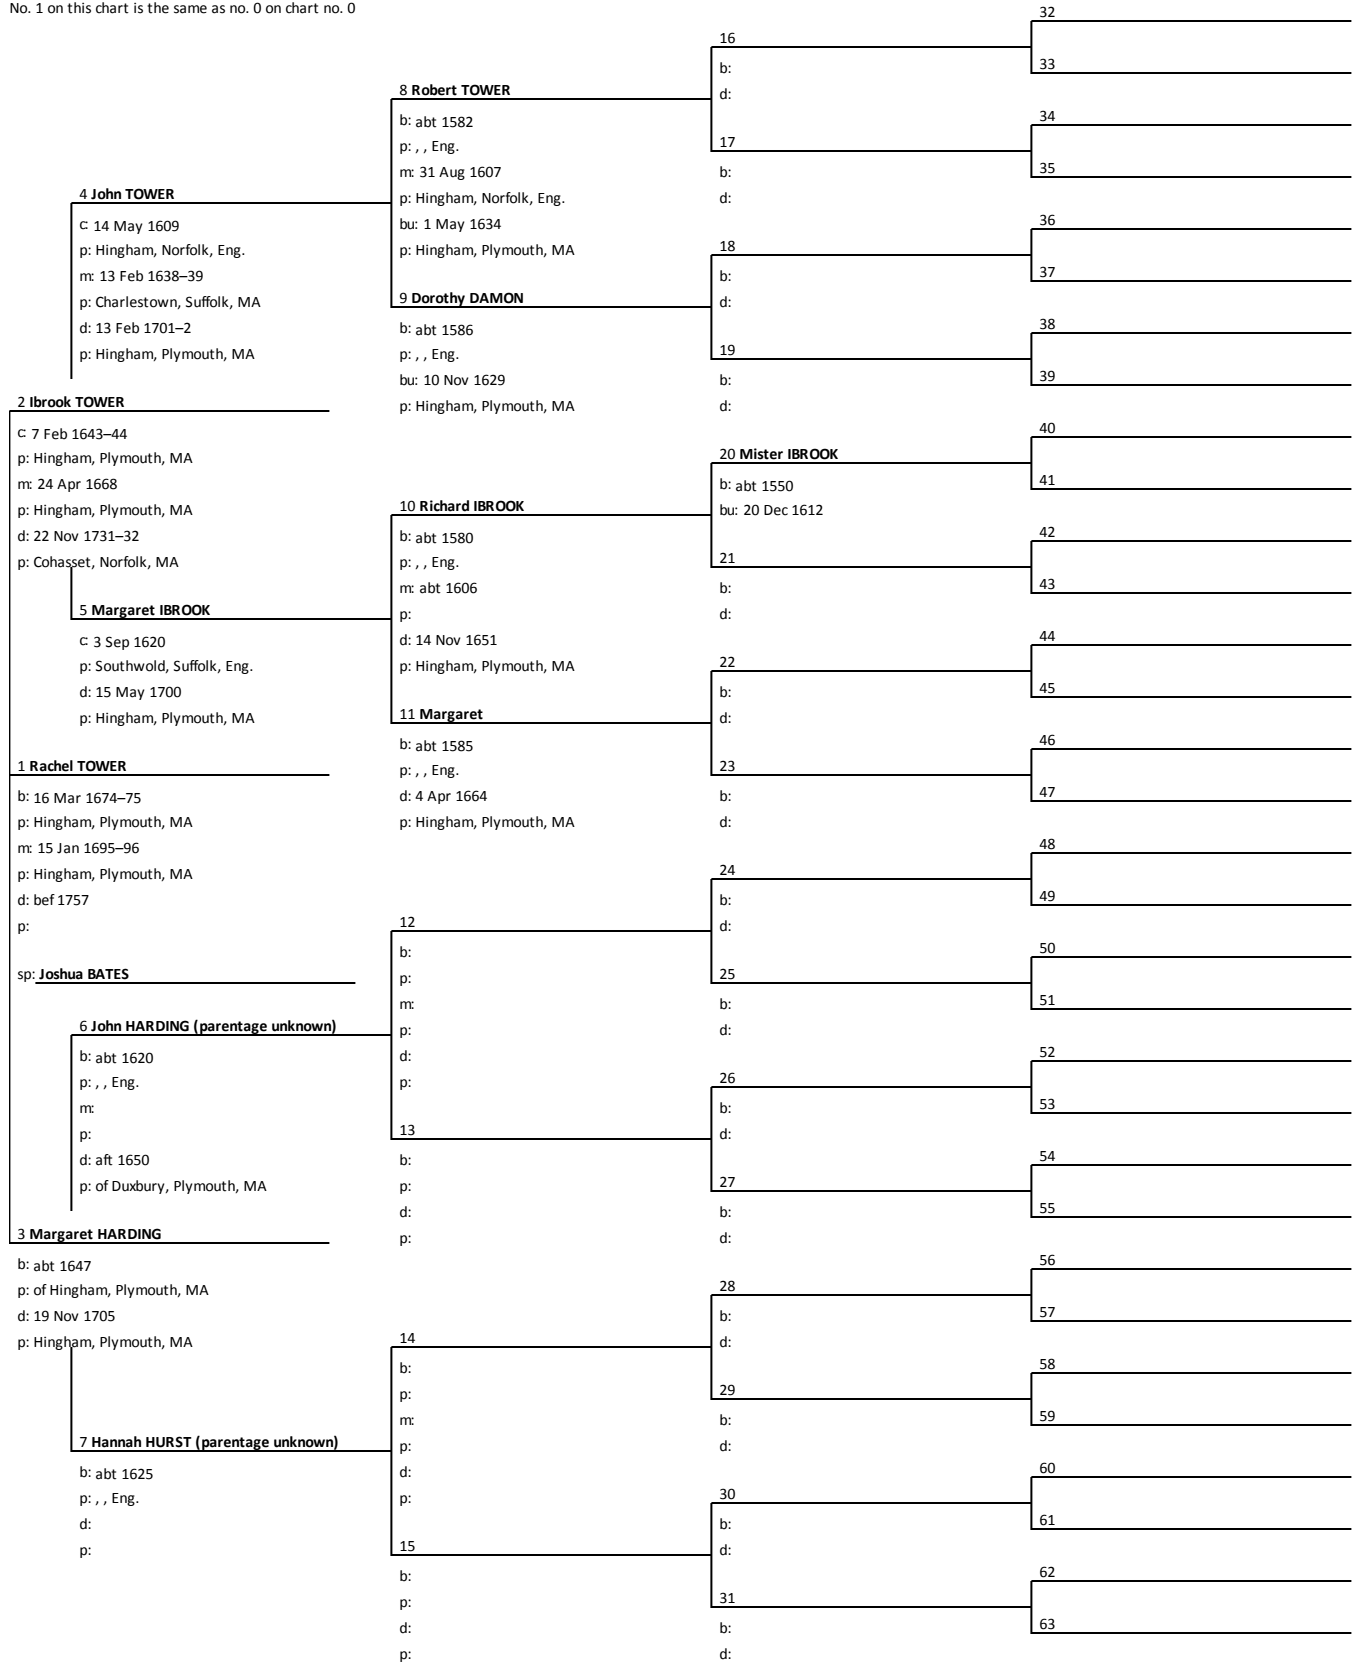 No. 1 on this chart is the same as no. 0 on chart no. 0
2 Ibrook TOWER
c: 7 Feb 1643–44
p: Hingham, Plymouth, MA
m: 24 Apr 1668
p: Hingham, Plymouth, MA
d: 22 Nov 1731–32
p: Cohasset, Norfolk, MA
1 Rachel TOWER
b: 16 Mar 1674–75
p: Hingham, Plymouth, MA
m: 15 Jan 1695–96
p: Hingham, Plymouth, MA
d: bef 1757
p:
sp: Joshua BATES
3 Margaret HARDING
b: abt 1647
p: of Hingham, Plymouth, MA
d: 19 Nov 1705
p: Hingham, Plymouth, MA
4 John TOWER
c: 14 May 1609
p: Hingham, Norfolk, Eng.
m: 13 Feb 1638–39
p: Charlestown, Suffolk, MA
d: 13 Feb 1701–2
p: Hingham, Plymouth, MA
5 Margaret IBROOK
c: 3 Sep 1620
p: Southwold, Suffolk, Eng.
d: 15 May 1700
p: Hingham, Plymouth, MA
6 John HARDING (parentage unknown)
b: abt 1620
p: , , Eng.
m:
p:
d: aft 1650
p: of Duxbury, Plymouth, MA
7 Hannah HURST (parentage unknown)
b: abt 1625
p: , , Eng.
d:
p:
8 Robert TOWER
b: abt 1582
p: , , Eng.
m: 31 Aug 1607
p: Hingham, Norfolk, Eng.
bu: 1 May 1634
p: Hingham, Plymouth, MA
9 Dorothy DAMON
b: abt 1586
p: , , Eng.
bu: 10 Nov 1629
p: Hingham, Plymouth, MA
10 Richard IBROOK
b: abt 1580
p: , , Eng.
m: abt 1606
p:
d: 14 Nov 1651
p: Hingham, Plymouth, MA
11 Margaret
b: abt 1585
p: , , Eng.
d: 4 Apr 1664
p: Hingham, Plymouth, MA
12
b:
p:
m:
p:
d:
p:
13
b:
p:
d:
p:
14
b:
p:
m:
p:
d:
p:
15
b:
p:
d:
p:
16
b:
d:
17
b:
d:
18
b:
d:
19
b:
d:
20 Mister IBROOK
b: abt 1550
bu: 20 Dec 1612
21
b:
d:
22
b:
d:
23
b:
d:
24
b:
d:
25
b:
d:
26
b:
d:
27
b:
d:
28
b:
d:
29
b:
d:
30
b:
d:
31
b:
d:
32
33
34
35
36
37
38
39
40
41
42
43
44
45
46
47
48
49
50
51
52
53
54
55
56
57
58
59
60
61
62
63